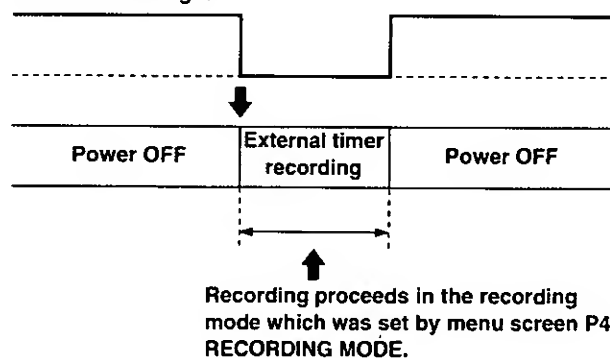 Power OFF
External timer
recording
Power OFF
Recording proceeds in the recording
mode which was set by menu screen P4
RECORDING MODE.